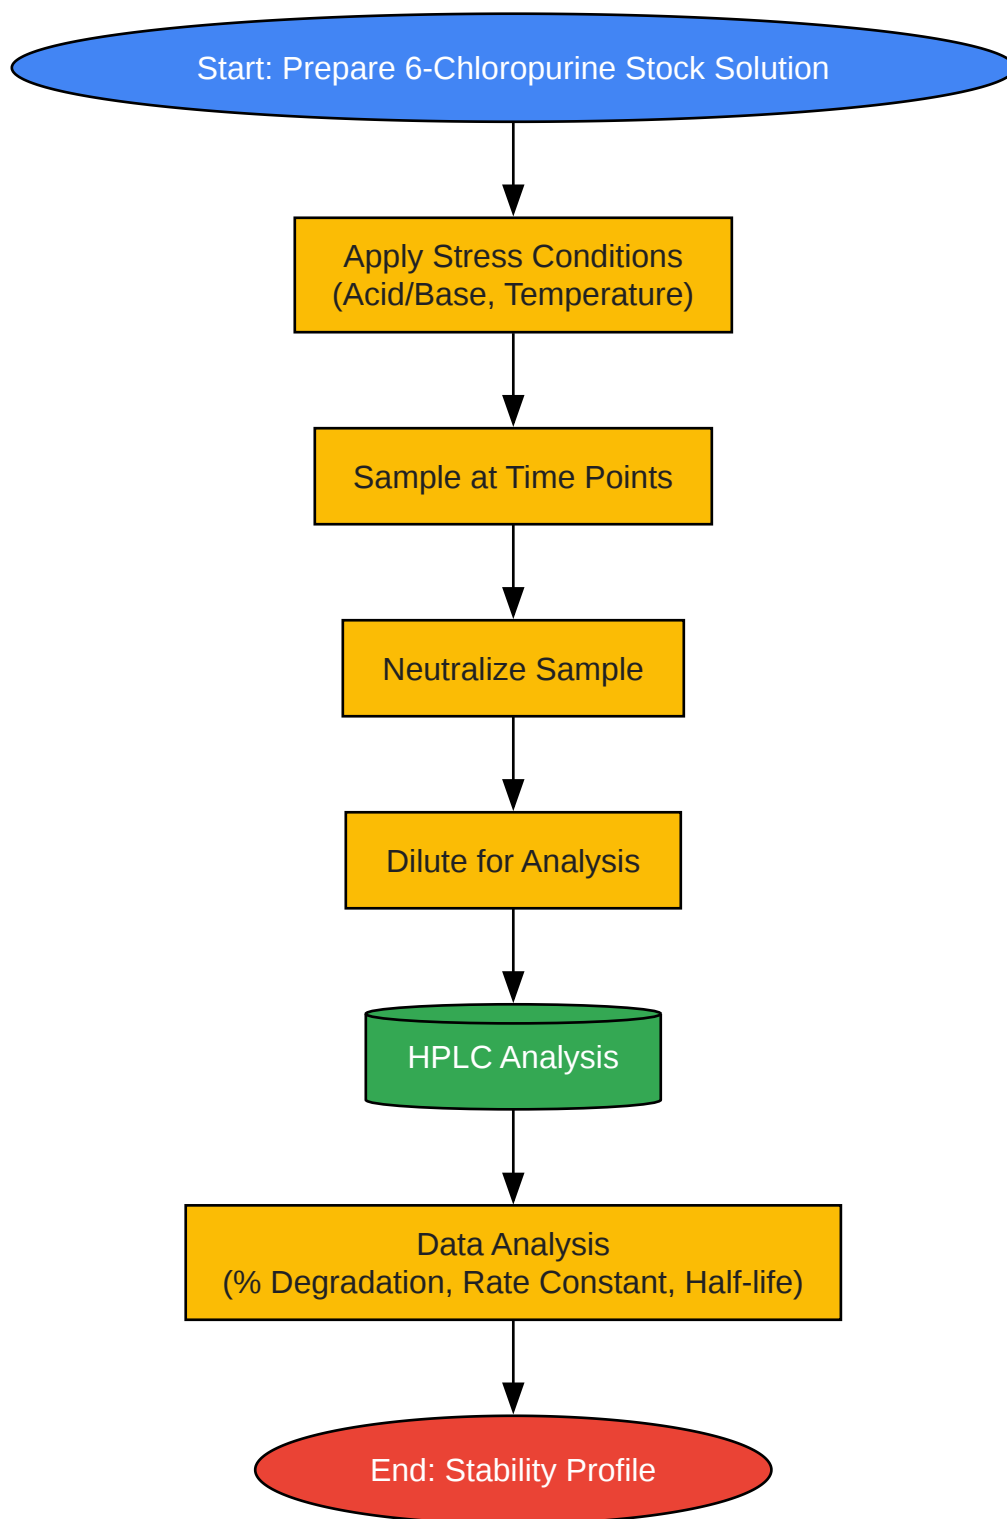 Start: Prepare 6-Chloropurine Stock Solution
Apply Stress Conditions
(Acid/Base, Temperature)
Sample at Time Points
Neutralize Sample
Dilute for Analysis
HPLC Analysis
Data Analysis
(% Degradation, Rate Constant, Half-life)
End: Stability Profile